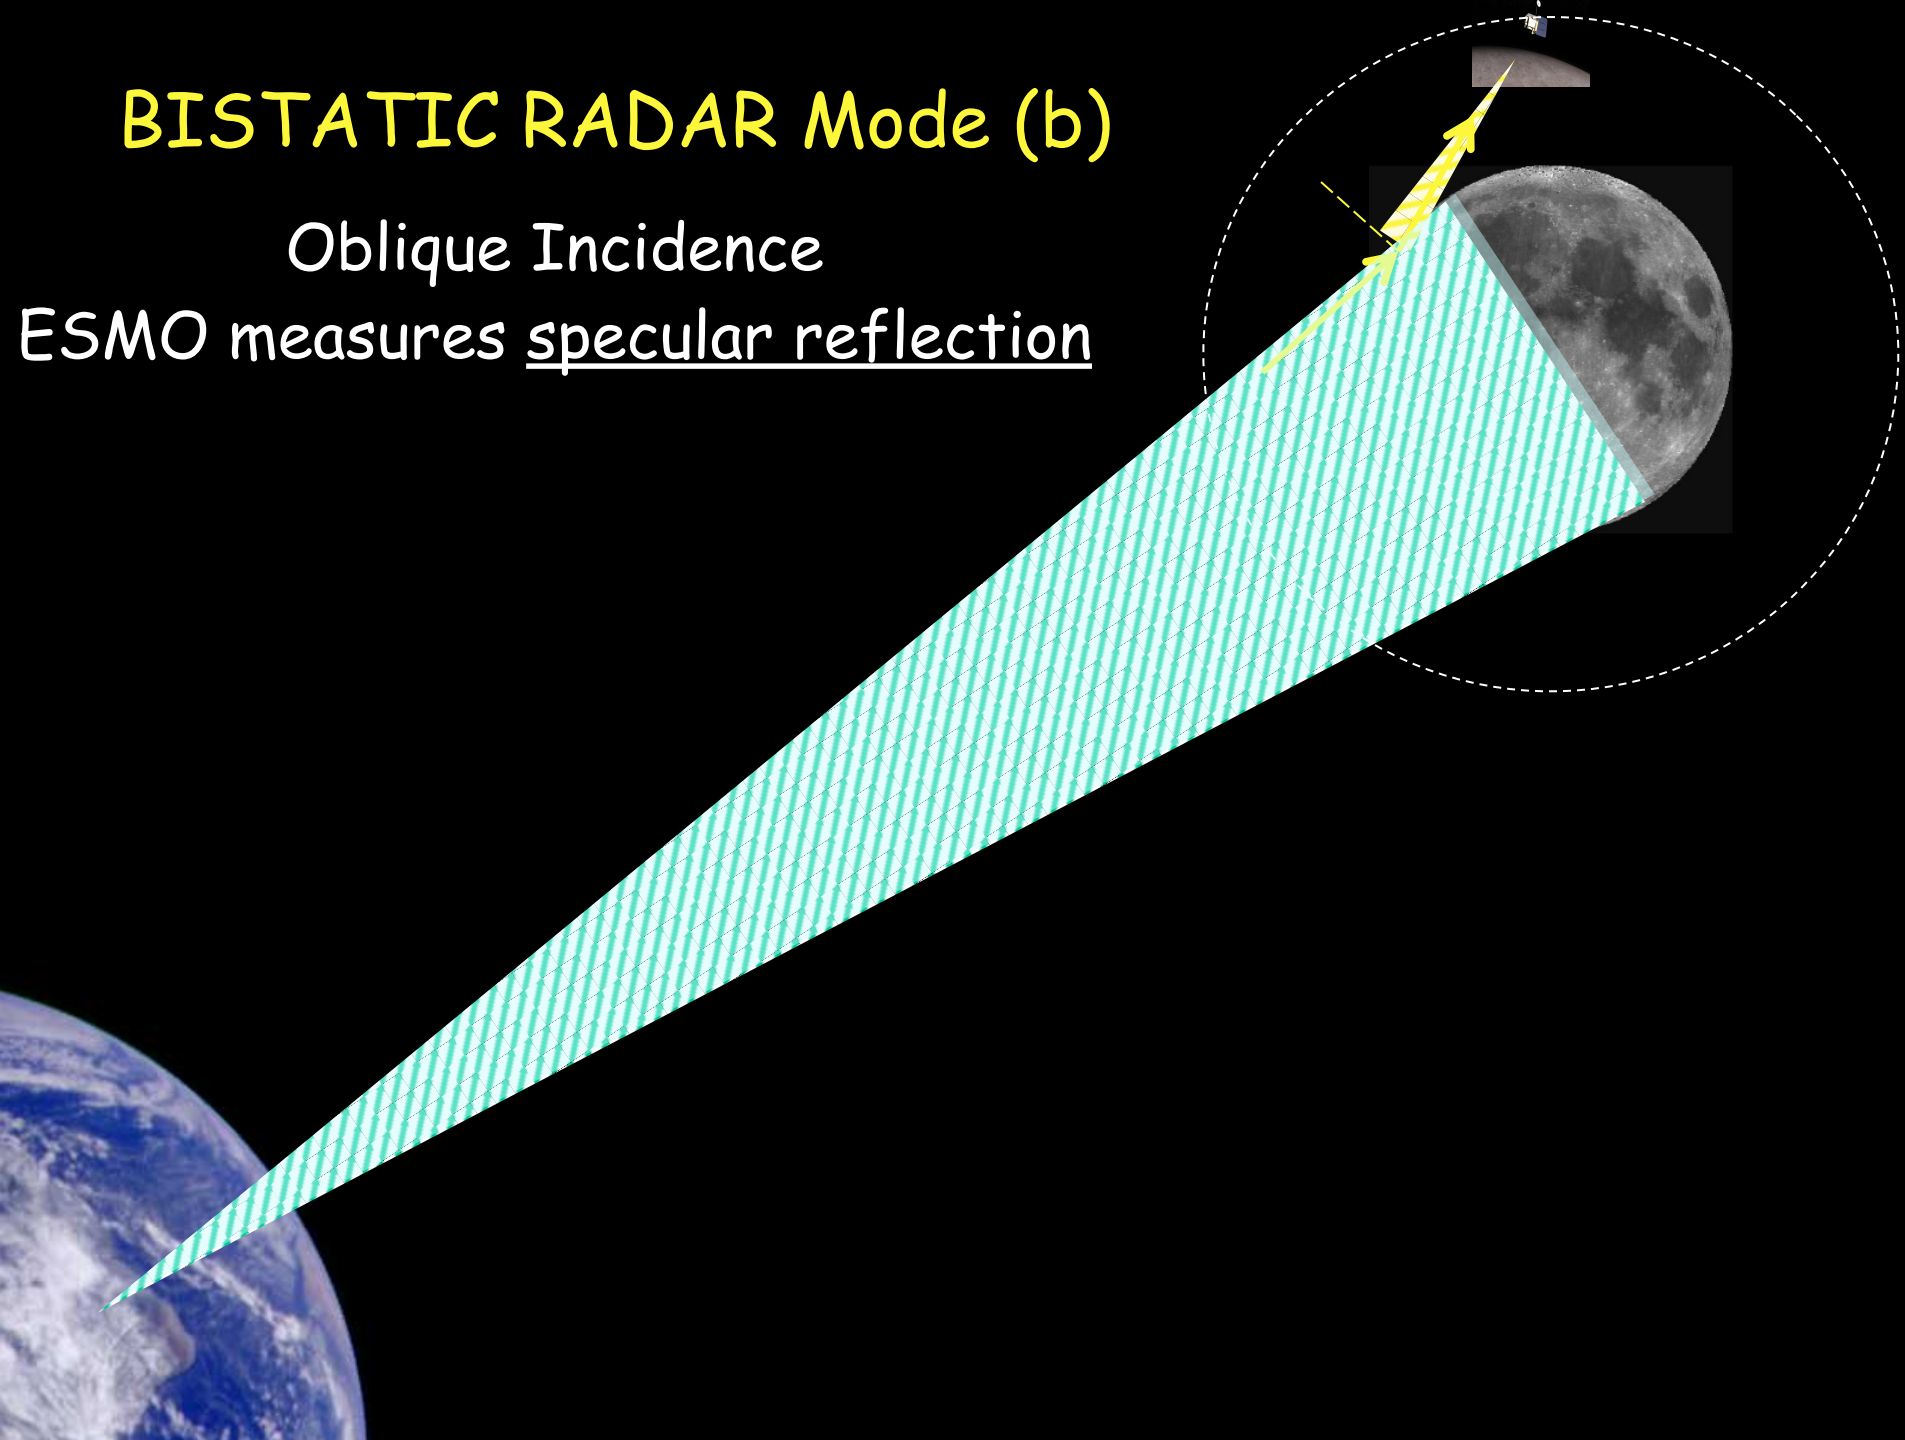 BISTATIC RADAR Mode (b)
Oblique Incidence
ESMO measures specular reflection